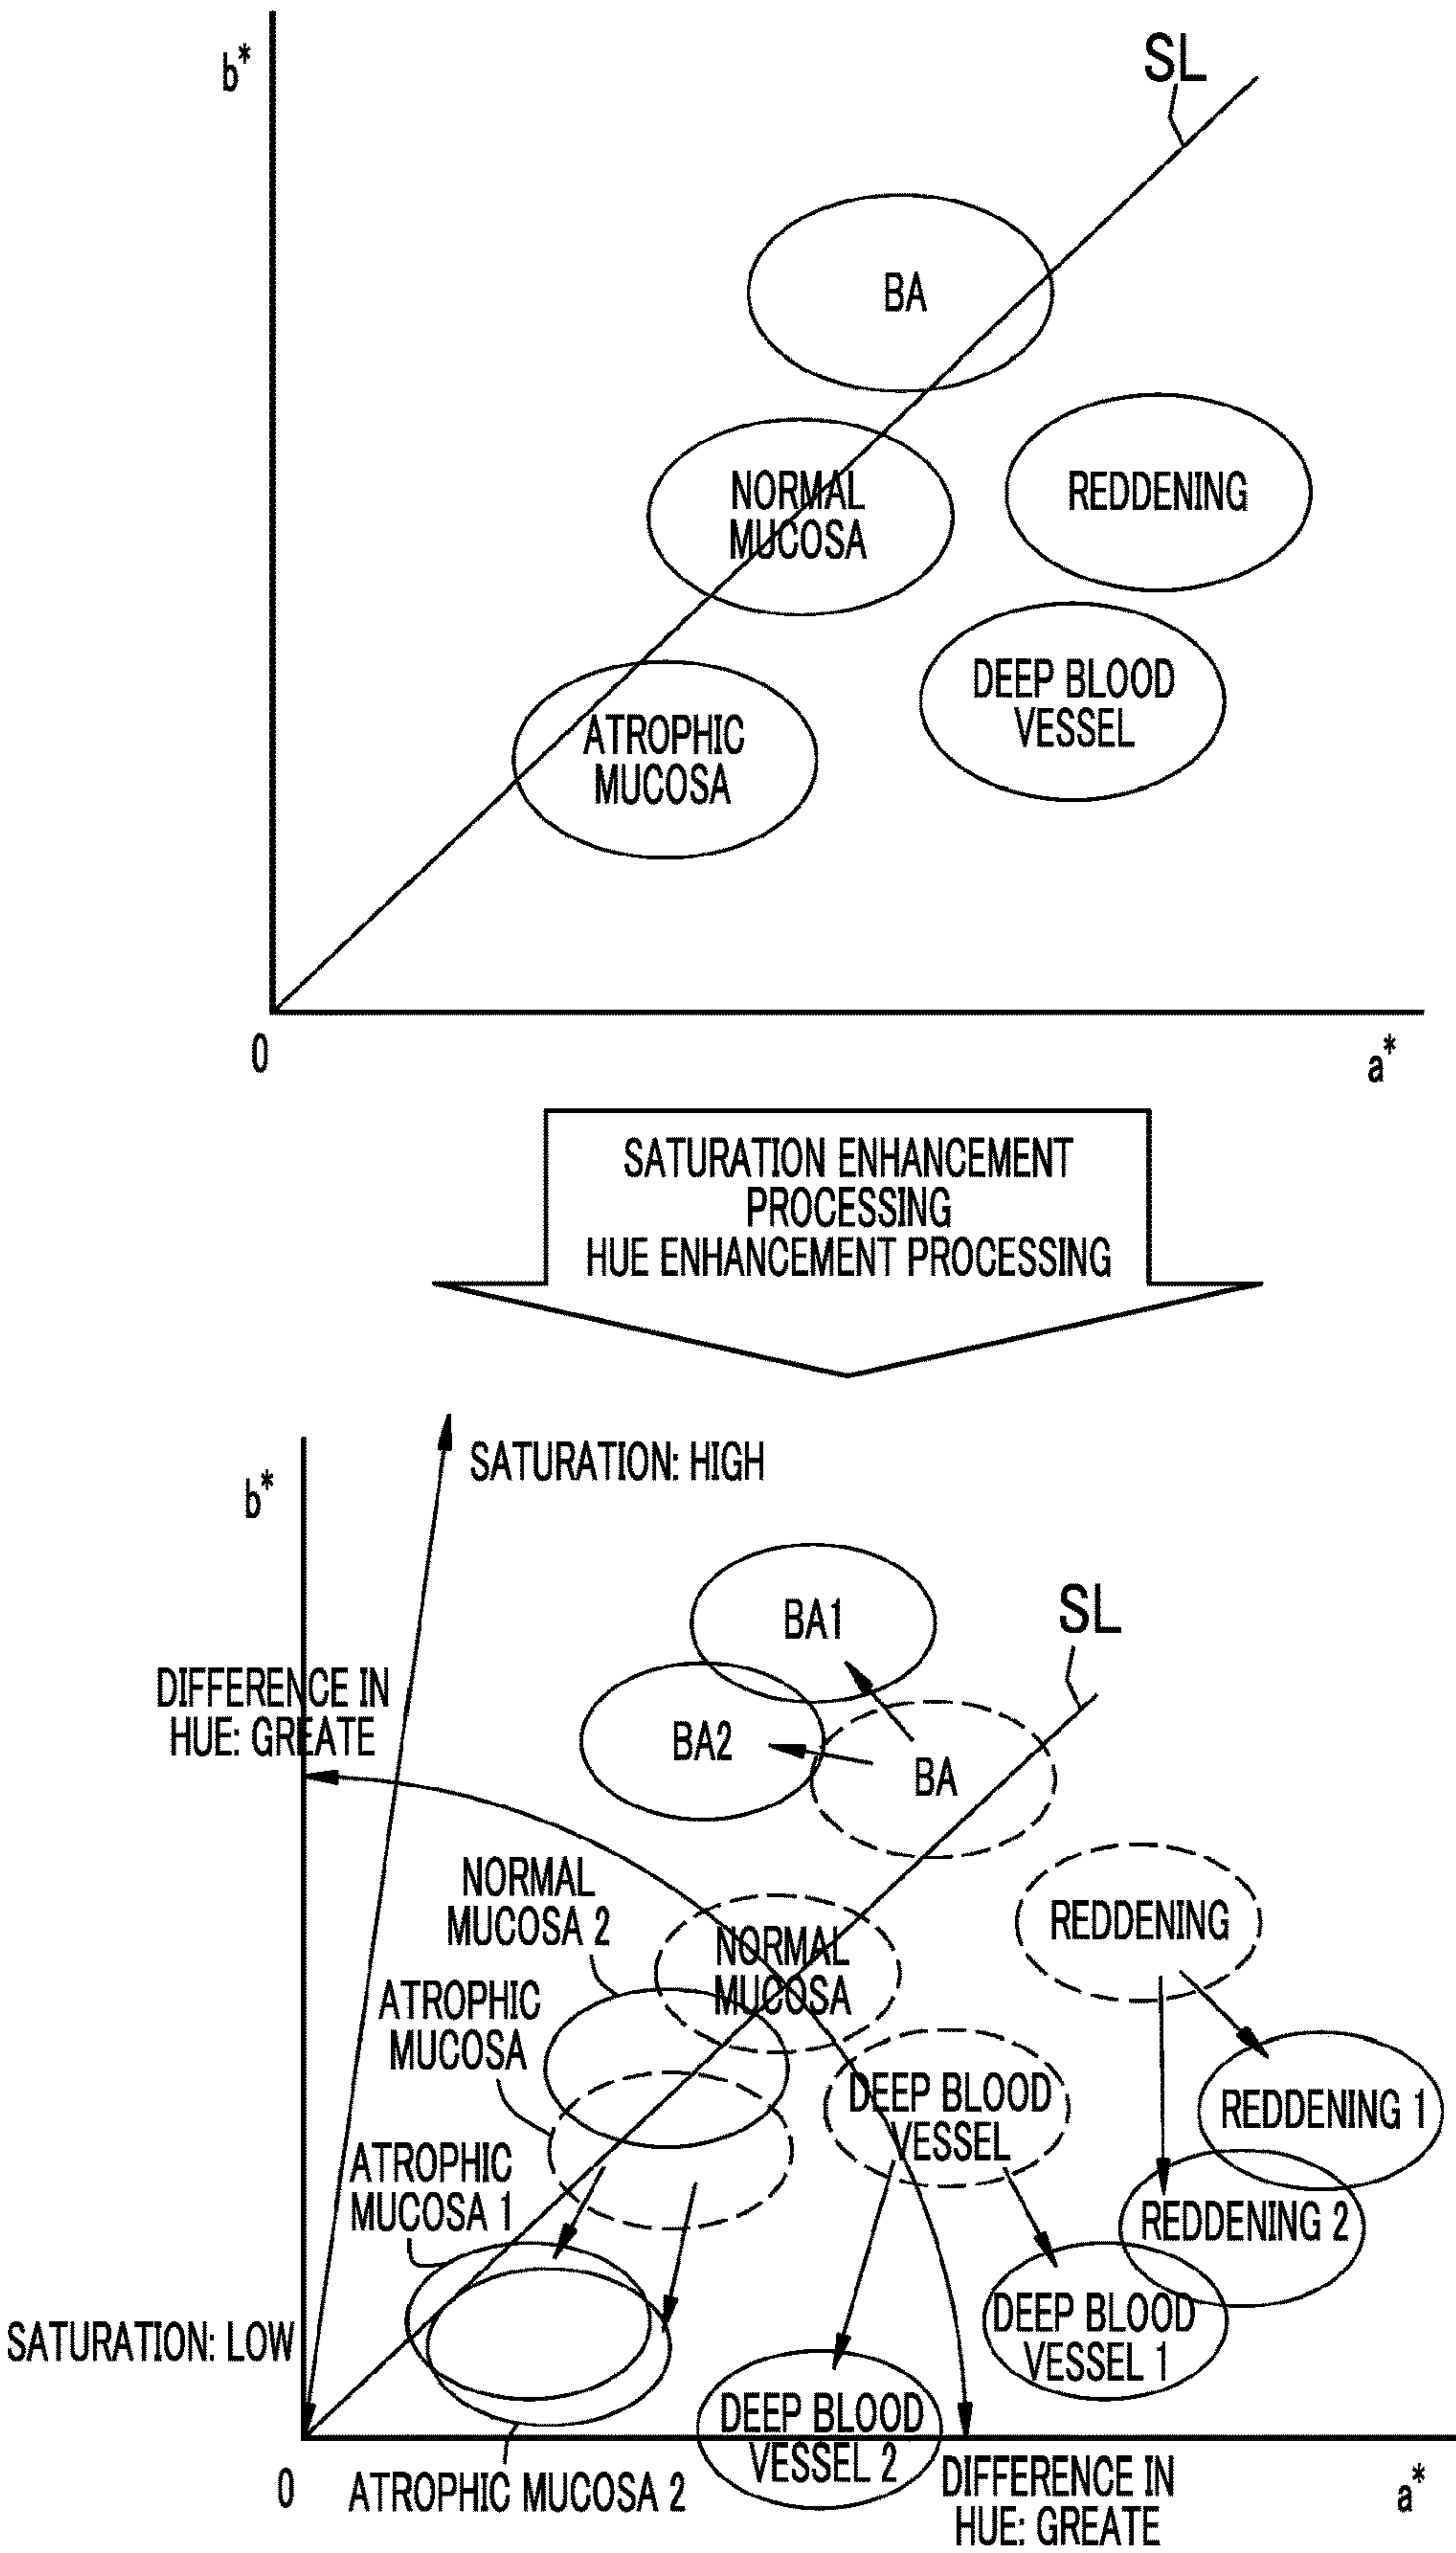 b*
SL
BA
NORMAL
MUCOSA
REDDENING
DEEP BLOOD
VESSEL
ATROPHIC
MUCOSA
0
a*
SATURATION ENHANCEMENT
PROCESSING
HUE ENHANCEMENT PROCESSING
SATURATION: HIGH
b*
BA1
SL
DIFFERENCE IN
HUE: GREATE
BA2
BA
NORMAL
MUCOSA 2
NORMAL
MUCOSA
REDDENING
ATROPHIC
MUCOSA
DEEP BLOOD
VESSEL
REDDENING 1
ATROPHIC
MUCOSA 1
REDDENING 2
DEEP BLOOD
VESSEL 1
SATURATION: LOW
DEEP BLOOD
VESSEL 2
0
ATROPHIC MUCOSA 2
DIFFERENCE IN
HUE: GREATE
a*